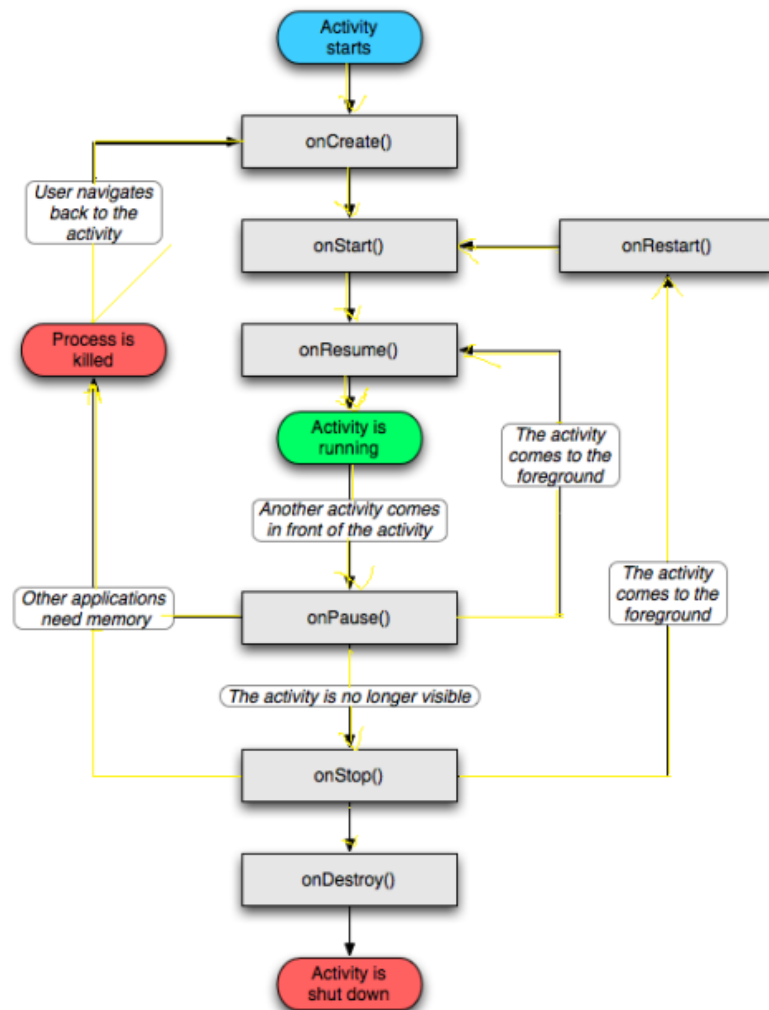 Activity
starts
onCreate()
User navigates
back to the
activity
onStart()
onRestart()
Process is
killed
onResume()
Activity is
running
The activity
comes to the
foreground
Another activity comes
in front of the activity
Other applications
need memory
onPause()
The activity
comes to the
foreground
The activity is no longer visible
onStop()
onDestroy()
Activity is
shut down